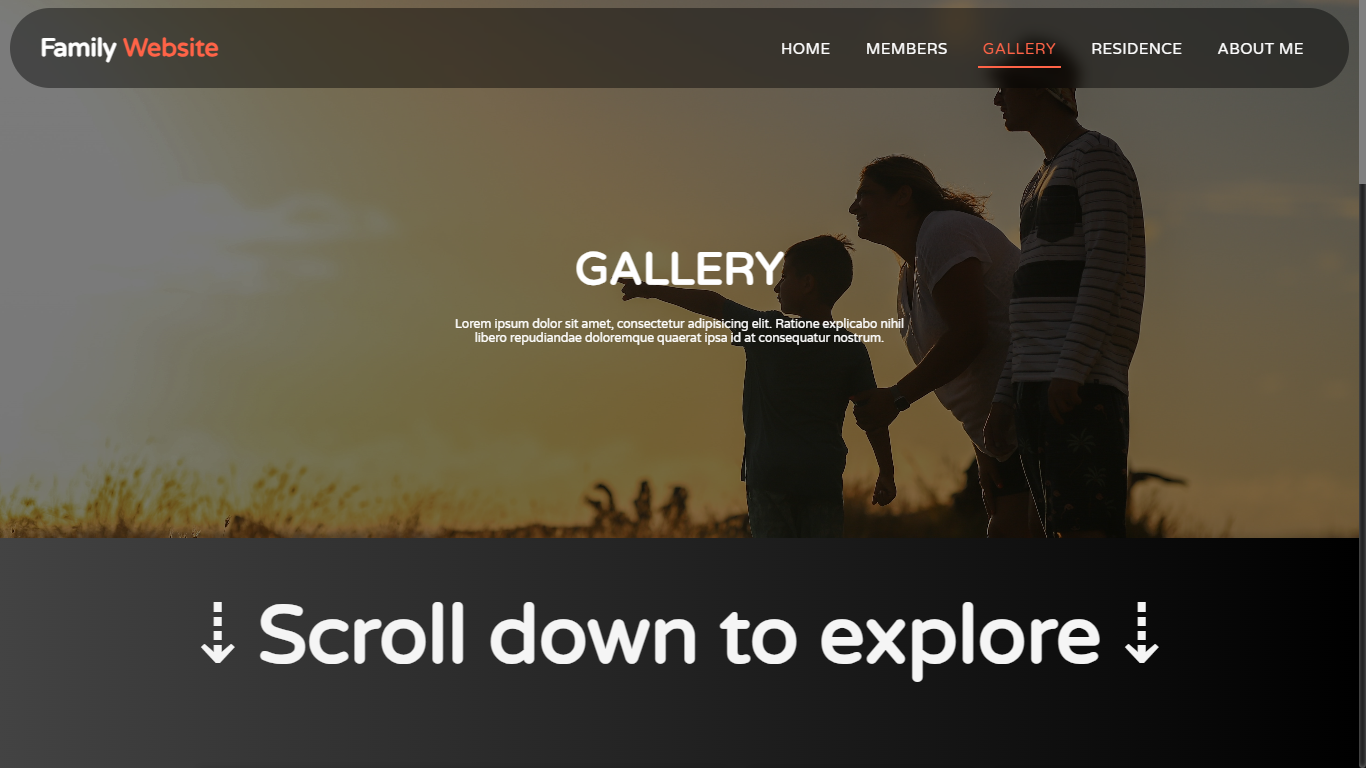 Family Website
HOME MEMBERS GALLERY RESIDENCE ABOUT ME
GALLERY
Lorem ipsum dolor sit amet, consectetur adipisicing elit. Ratione explicabo nihil
libero repudiandae doloremque quaerat ipsa id at consequatur nostrum.
⇣ Scroll down to explore ⇣